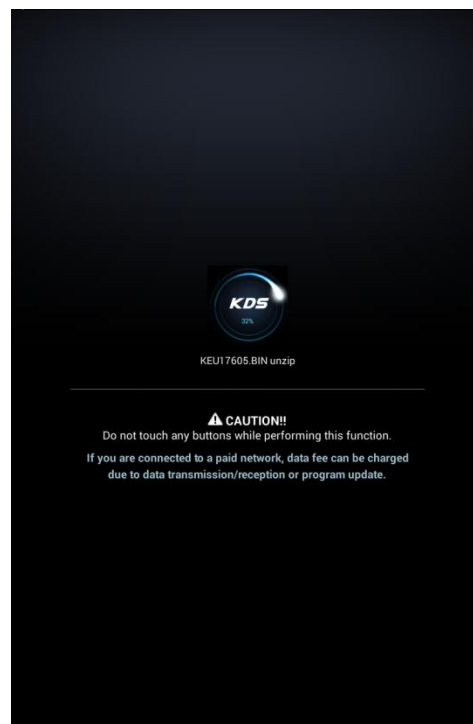 KDS
32%
KEU17605.BIN unzip
CAUTION!!
Do not touch any buttons while performing this function.
If you are connected to a paid network, data fee can be charged
due to data transmission/reception or program update.